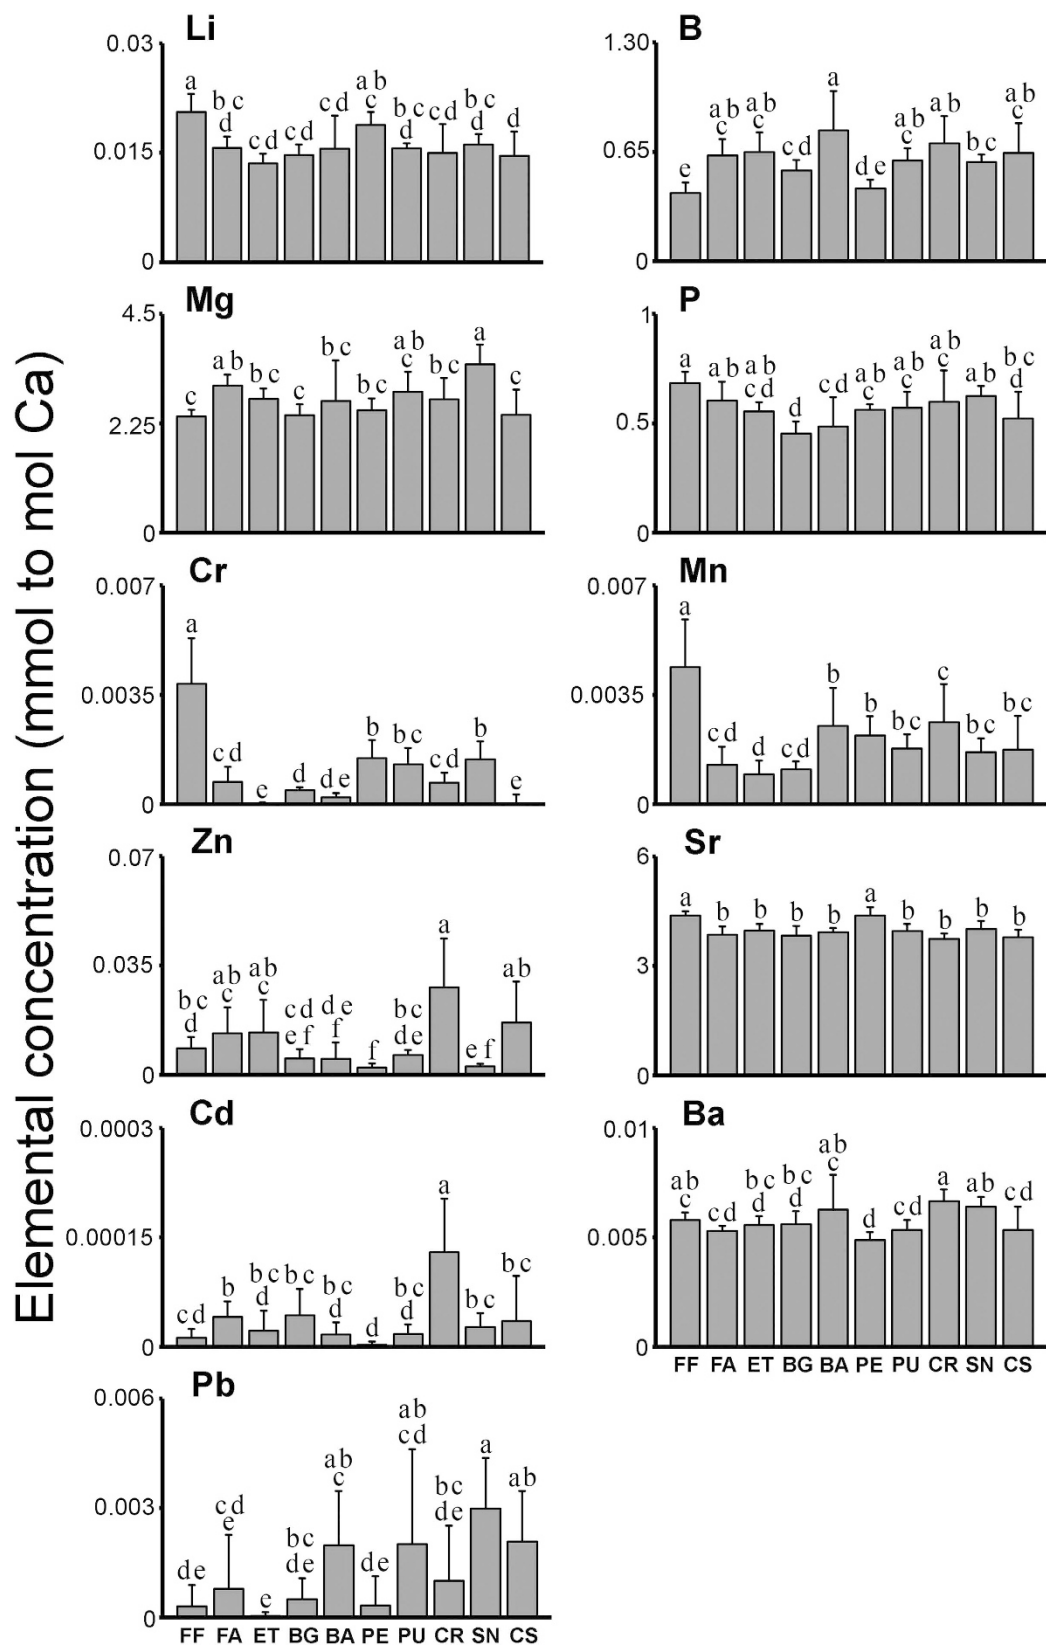 Elemental concentration (mmol to mol Ca)
Li
0.03
0.015
0
a
b c
d
c d
c d
c d
a b
c
b c
d
c d
b c
d
d
B
1.30
0.65
0
e
a b
c
a b
c
c d
a
d e
a b
c
a b
b c
a b
c
Mg
4.5
2.25
0
c
a b
b c
c
b c
b c
a b
b c
a
c
P
1
0.5
0
a
a b
a b
c d
d
c d
a b
c
a b
c
a b
c
a b
b c
d
Cr
0.007
0.0035
0
a
c d
e
d
d e
b
b c
c d
b
e
Mn
0.007
0.0035
0
a
c d
d
c d
b
b
b c
c
b c
b c
Zn
0.07
0.035
0
b c
d
a b
c
a b
c
c d
e f
d e
f
f
b c
d e
a
e f
a b
Sr
6
3
0
a
b
b
b
b
a
b
b
b
b
Cd
0.0003
0.00015
0
c d
b
b c
d
b c
b c
d
d
b c
d
a
b c
b c
Ba
0.01
0.005
0
a b
c
c d
b c
d
b c
d
a b
c
d
c d
a
a b
c d
FF FA ET BG BA PE PU CR SN CS
Pb
0.006
0.003
0
d e
c d
e
e
b c
d e
a b
c
d e
a b
c d
b c
d e
a
a b
FF FA ET BG BA PE PU CR SN CS